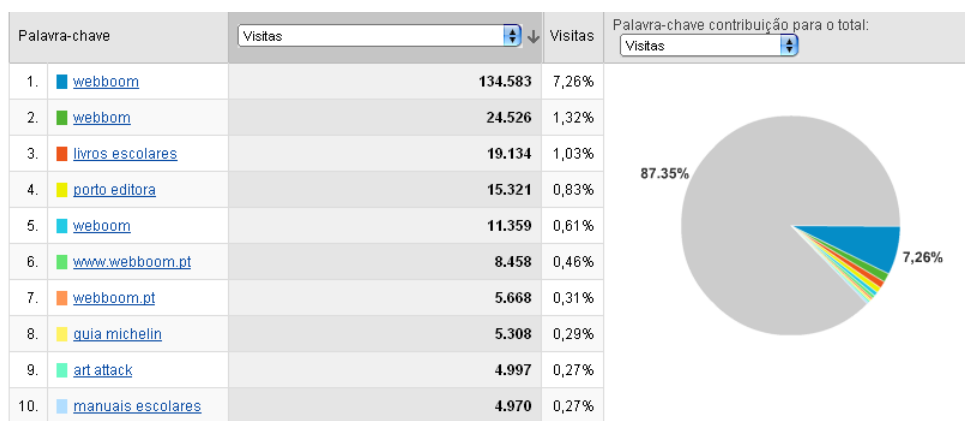 Palavra-chave Visitas Visitas Palavra-chave contribuição para o total:
Visitas
1. webboom 134.583 7,26%
2. webbom 24.526 1,32%
3. livros escolares 19.134 1,03%
4. porto editora 15.321 0,83%
5. weboom 11.359 0,61%
6. www.webboom.pt 8.458 0,46%
7. webboom.pt 5.668 0,31%
8. guia michelin 5.308 0,29%
9. art attack 4.997 0,27%
10. manuais escolares 4.970 0,27%
87.35%
7,26%